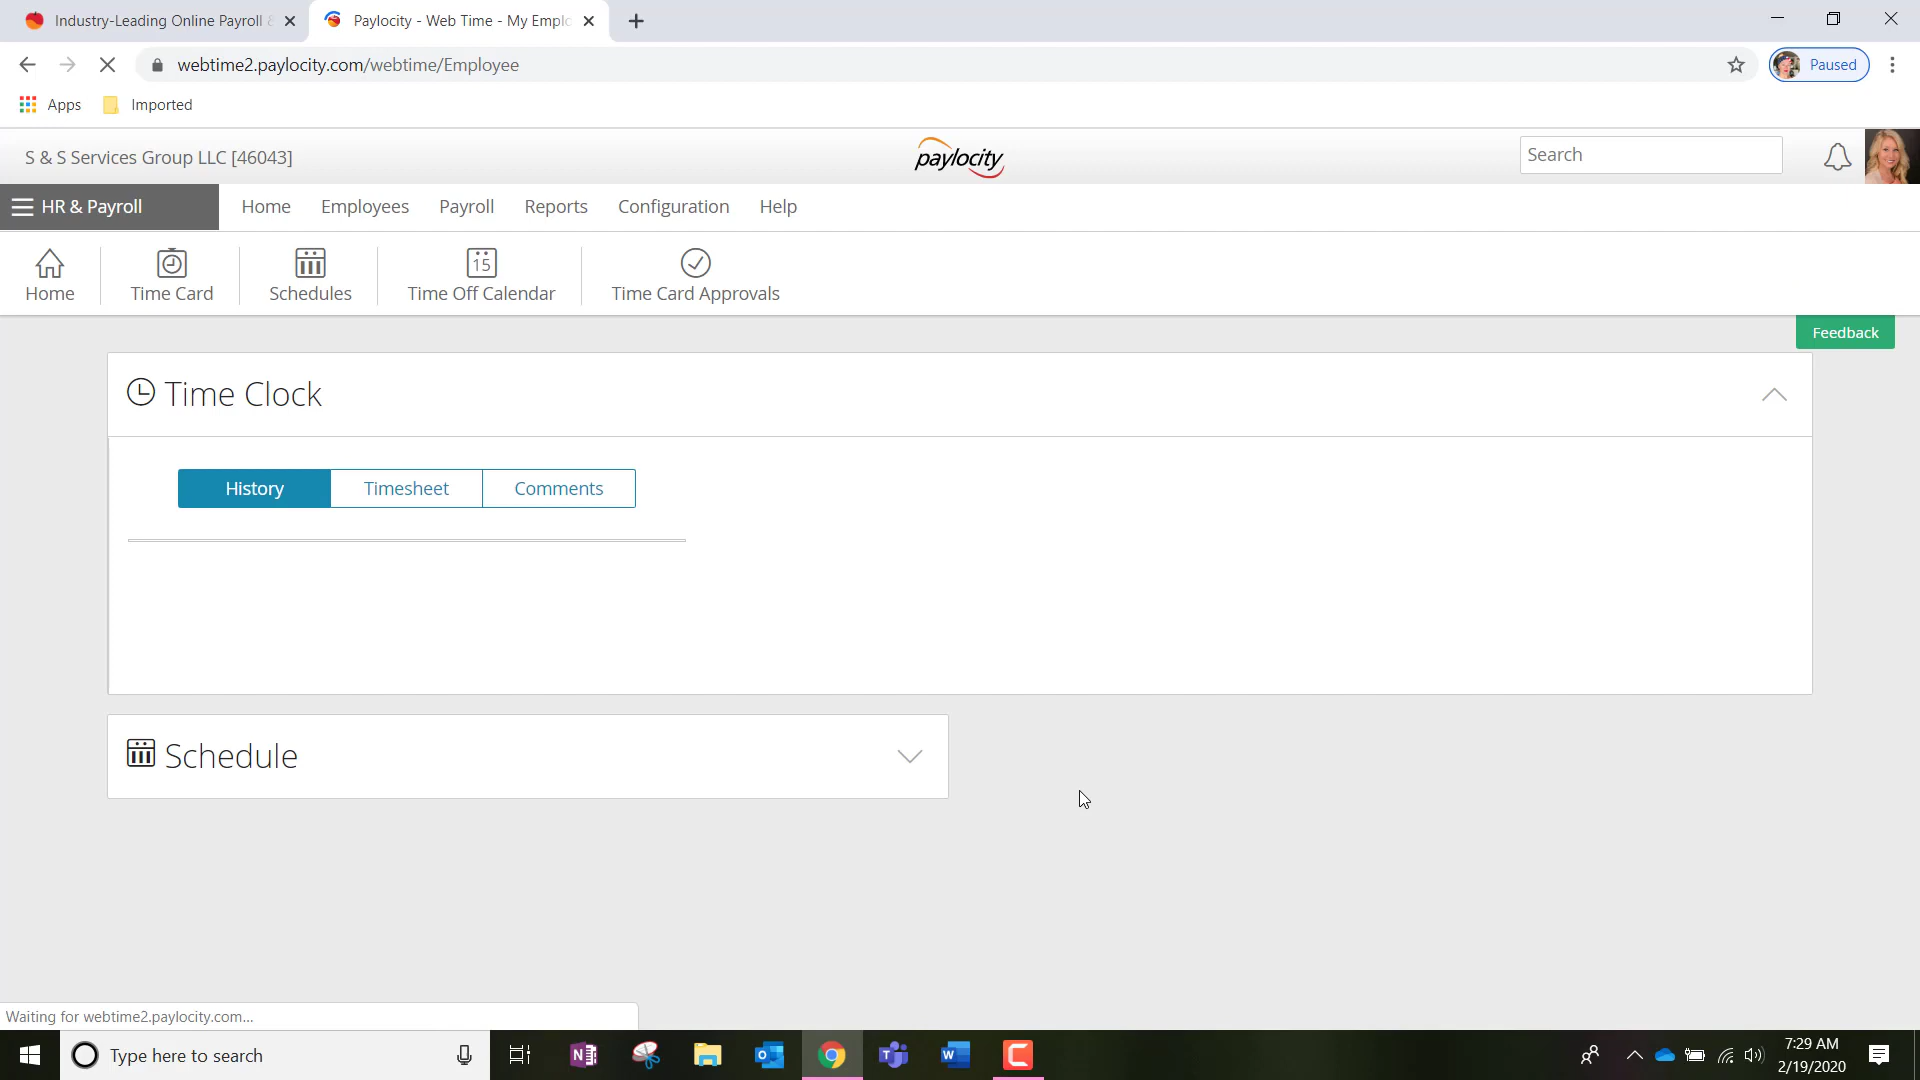 Industry-Leading Online Payroll &
Paylocity - Web Time - My Emplo
webtime2.paylocity.com/webtime/Employee
Paused
Apps
Imported
S & S Services Group LLC [46043]
paylocity
Search
HR & Payroll
Home
Employees
Payroll
Reports
Configuration
Help
15
Home
Time Card
Schedules
Time Off Calendar
Time Card Approvals
Feedback
Time Clock
History
Timesheet
Comments
Schedule
Waiting for webtime2.paylocity.com...
Type here to search
7:29 AM
2/19/2020